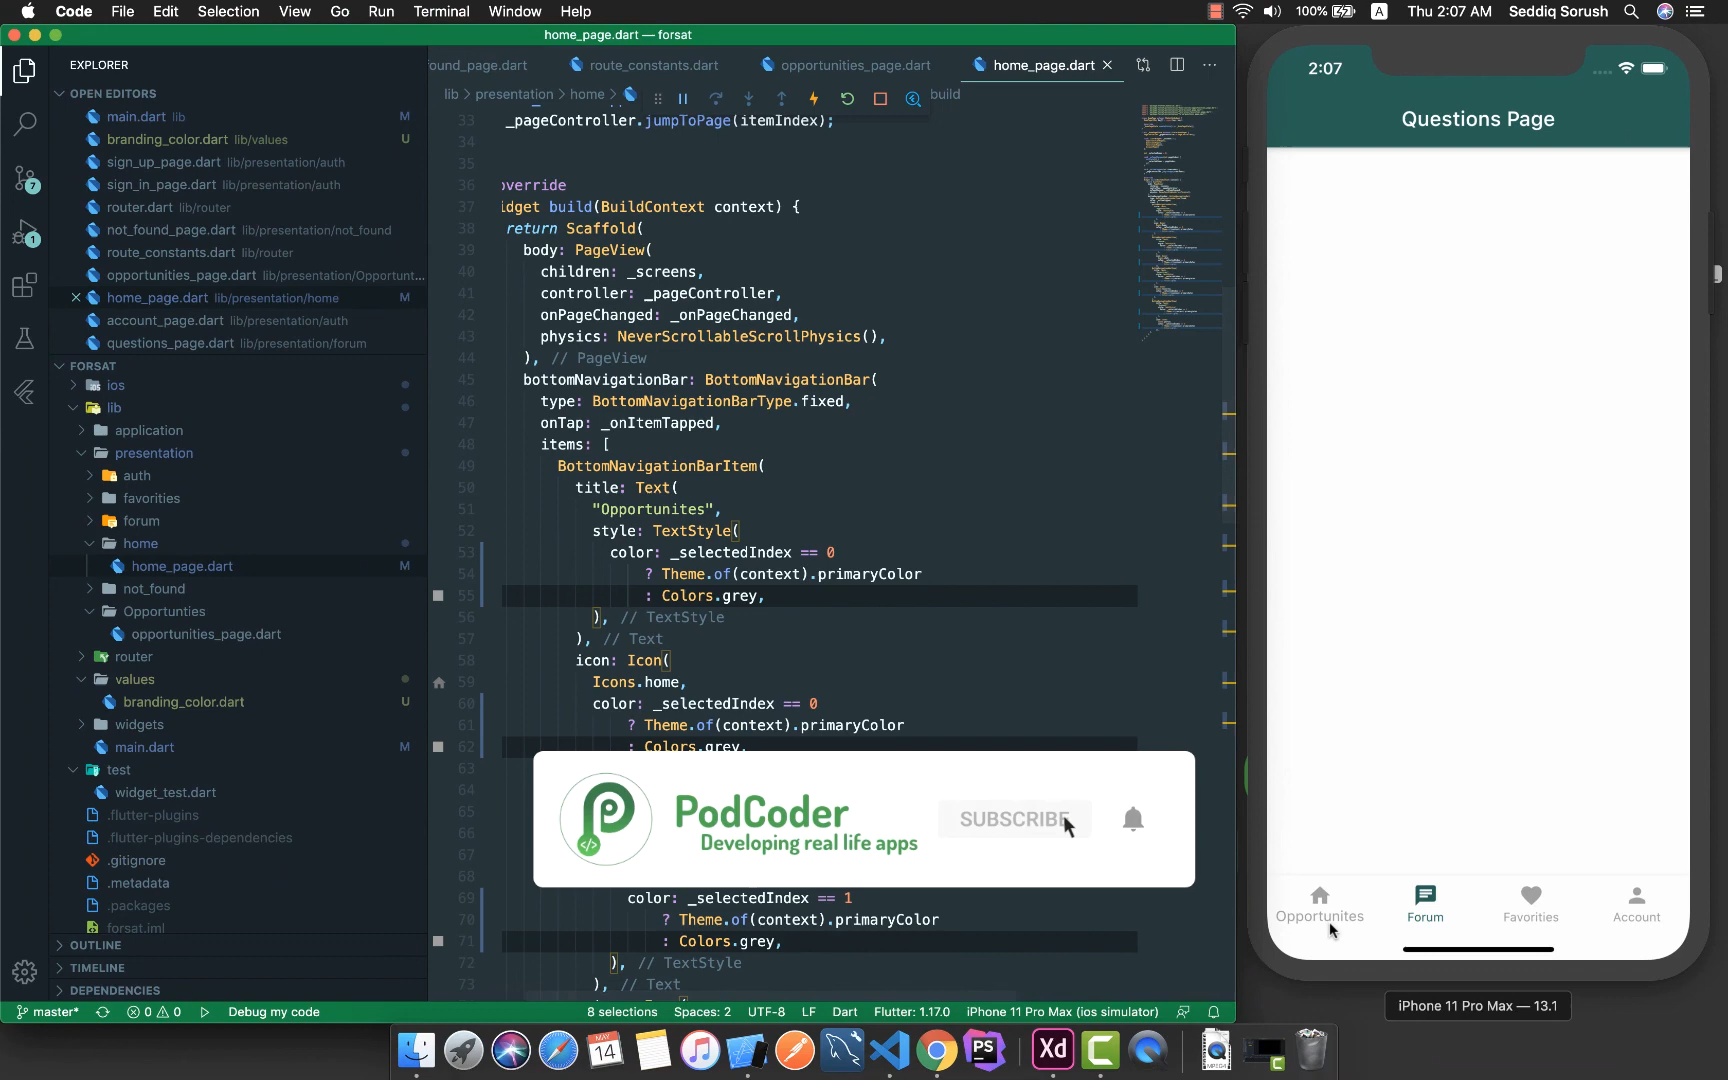 Code File Edit Selection View Go Run Terminal Window Help
100% A Thu 2:07 AM Seddiq Sorush
home_page.dart — forsat
EXPLORER
OPEN EDITORS
main.dart lib M
branding_color.dart lib/values U
sign_up_page.dart lib/presentation/auth
sign_in_page.dart lib/presentation/auth
router.dart lib/router
not_found_page.dart lib/presentation/not_found
route_constants.dart lib/router
opportunities_page.dart lib/presentation/Opportunt...
home_page.dart lib/presentation/home M
account_page.dart lib/presentation/auth
questions_page.dart lib/presentation/forum
FORSAT
ios
lib
application
presentation
auth
favorities
forum
home
home_page.dart M
not_found
Opportunties
opportunities_page.dart
router
values
branding_color.dart U
widgets
main.dart M
test
widget_test.dart
.flutter-plugins
.flutter-plugins-dependencies
.gitignore
.metadata
.packages
forsat.iml
OUTLINE
TIMELINE
DEPENDENCIES
7
1
ound_page.dart route_constants.dart opportunities_page.dart home_page.dart
lib > presentation > home > build
33 _pageController.jumpToPage(itemIndex);
34
35
36 override
37 idget build(BuildContext context) {
38 return Scaffold(
39 body: PageView(
40 children: _screens,
41 controller: _pageController,
42 onPageChanged: _onPageChanged,
43 physics: NeverScrollableScrollPhysics(),
44 ), // PageView
45 bottomNavigationBar: BottomNavigationBar(
46 type: BottomNavigationBarType.fixed,
47 onTap: _onItemTapped,
48 items: [
49 BottomNavigationBarItem(
50 title: Text(
51 "Opportunites",
52 style: TextStyle(
53 color: _selectedIndex == 0
54 ? Theme.of(context).primaryColor
55 : Colors.grey,
56 ), // TextStyle
57 ), // Text
58 icon: Icon(
59 Icons.home,
60 color: _selectedIndex == 0
61 ? Theme.of(context).primaryColor
62 : Colors.grey,
63
64
65
66
67
68
69 color: _selectedIndex == 1
70 ? Theme.of(context).primaryColor
71 : Colors.grey,
72 ), // TextStyle
73 ), // Text
PodCoder
Developing real life apps
SUBSCRIBE
master* 0 0 Debug my code 8 selections Spaces: 2 UTF-8 LF Dart Flutter: 1.17.0 iPhone 11 Pro Max (ios simulator)
2:07
Questions Page
Opportunites Forum Favorities Account
iPhone 11 Pro Max — 13.1
MAY
14
PS
Xd
C